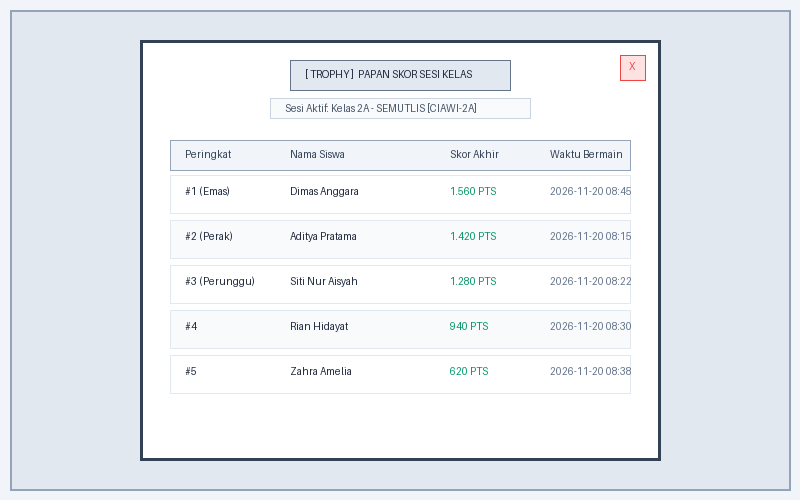 [ TROPHY ] PAPAN SKOR SESI KELAS
X
Sesi Aktif: Kelas 2A - SEMUTLIS [CIAWI-2A]
Peringkat Nama Siswa Skor Akhir Waktu Bermain
#1 (Emas) Dimas Anggara 1.560 PTS 2026-11-20 08:45
#2 (Perak) Aditya Pratama 1.420 PTS 2026-11-20 08:15
#3 (Perunggu) Siti Nur Aisyah 1.280 PTS 2026-11-20 08:22
#4 Rian Hidayat 940 PTS 2026-11-20 08:30
#5 Zahra Amelia 620 PTS 2026-11-20 08:38